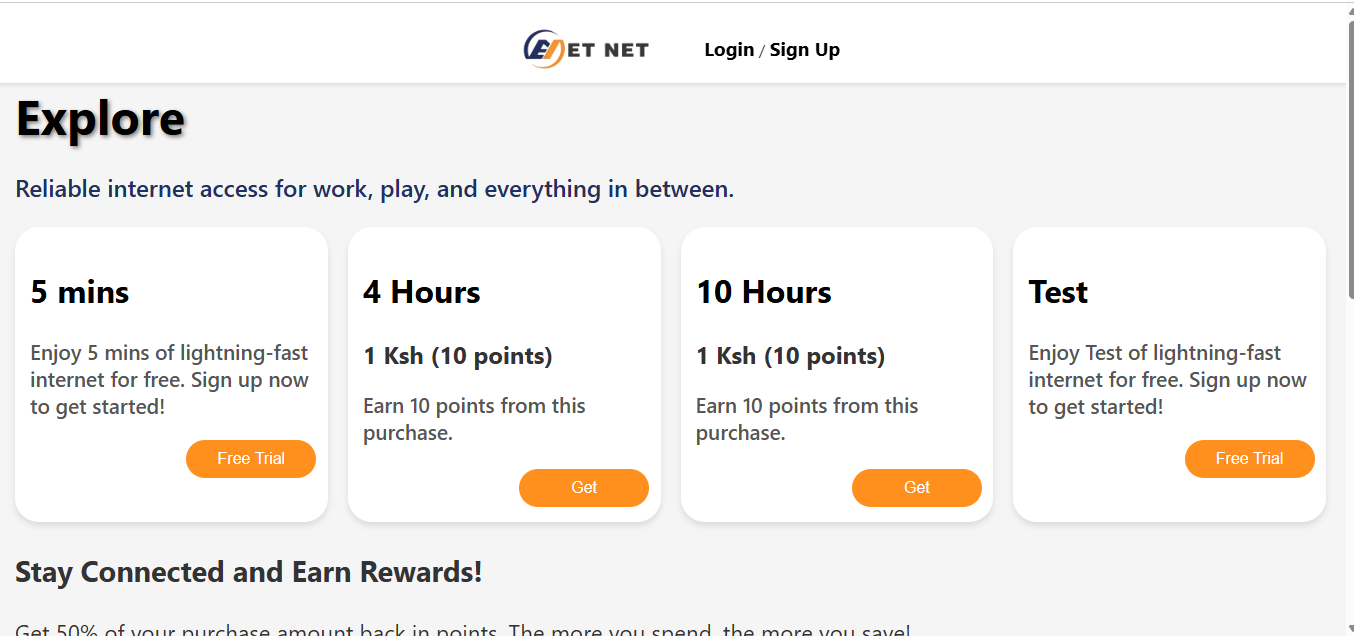 ET NET
Login / Sign Up
Explore
Reliable internet access for work, play, and everything in between.
5 mins
Enjoy 5 mins of lightning-fast
internet for free. Sign up now
to get started!
Free Trial
4 Hours
1 Ksh (10 points)
Earn 10 points from this
purchase.
Get
10 Hours
1 Ksh (10 points)
Earn 10 points from this
purchase.
Get
Test
Enjoy Test of lightning-fast
internet for free. Sign up now
to get started!
Free Trial
Stay Connected and Earn Rewards!
Get 50% of your purchase amount back in points. The more you spend, the more you save!